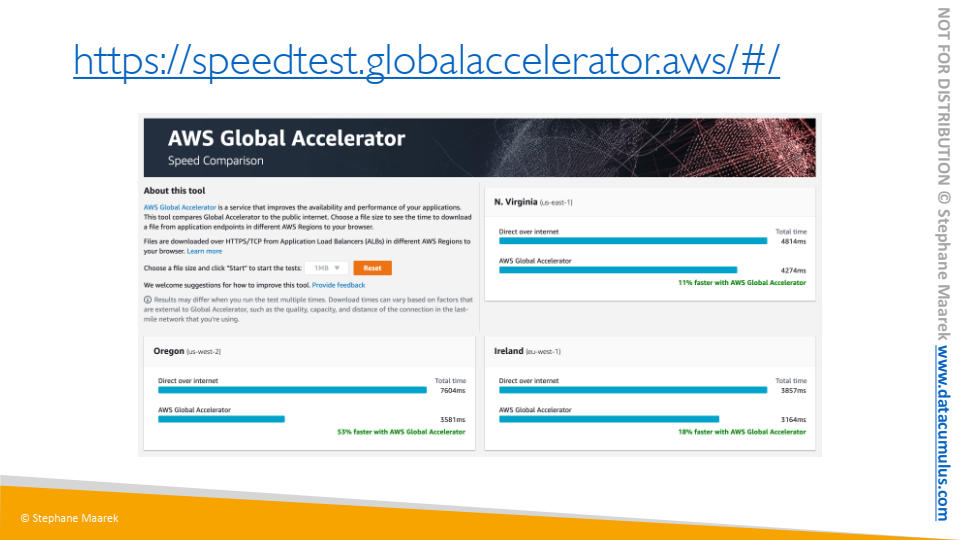 https://speedtest.globalaccelerator.aws/#/
AWS Global Accelerator
Speed Comparison
About this tool
AWS Global Accelerator is a service that improves the availability and performance of your applications.
This tool compares Global Accelerator to the public internet. Choose a file size to see the time to download
a file from application endpoints in different AWS Regions to your browser.
Files are downloaded over HTTPS/TCP from Application Load Balancers (ALBs) in different AWS Regions to
your browser. Learn more
Choose a file size and click "Start" to start the tests: 1MB Reset
We welcome suggestions for how to improve this tool. Provide feedback
Results may differ when you run the test multiple times. Download times can vary based on factors that
are external to Global Accelerator, such as the quality, capacity, and distance of the connection in the last-
mile network that you're using.
N. Virginia (us-east-1)
Direct over internet Total time
4814ms
AWS Global Accelerator
4274ms
11% faster with AWS Global Accelerator
Oregon (us-west-2)
Direct over internet Total time
7604ms
AWS Global Accelerator
3581ms
53% faster with AWS Global Accelerator
Ireland (eu-west-1)
Direct over internet Total time
3857ms
AWS Global Accelerator
3164ms
18% faster with AWS Global Accelerator
© Stephane Maarek
NOT FOR DISTRIBUTION © Stephane Maarek www.datacumulus.com